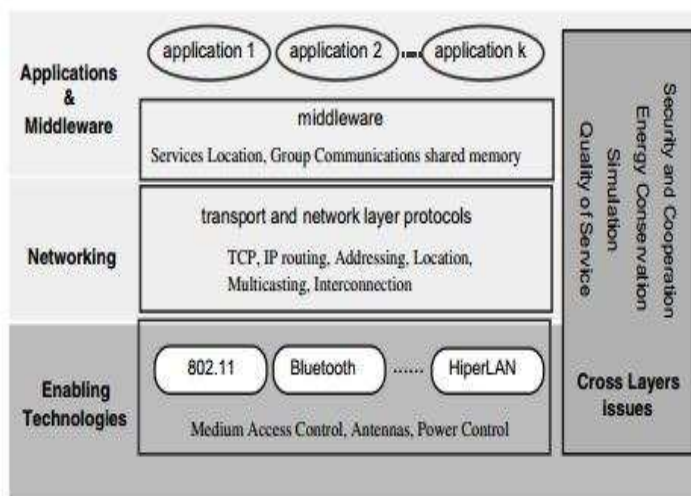 application 1
application 2
application k
Applications
&
Middleware
middleware
Services Location, Group Communications shared memory
Networking
transport and network layer protocols
TCP, IP routing, Addressing, Location,
Multicasting, Interconnection
Enabling
Technologies
802.11
Bluetooth
......
HiperLAN
Medium Access Control, Antennas, Power Control
Security and Cooperation
Energy Conservation
Simulation
Quality of Service
Cross Layers
issues